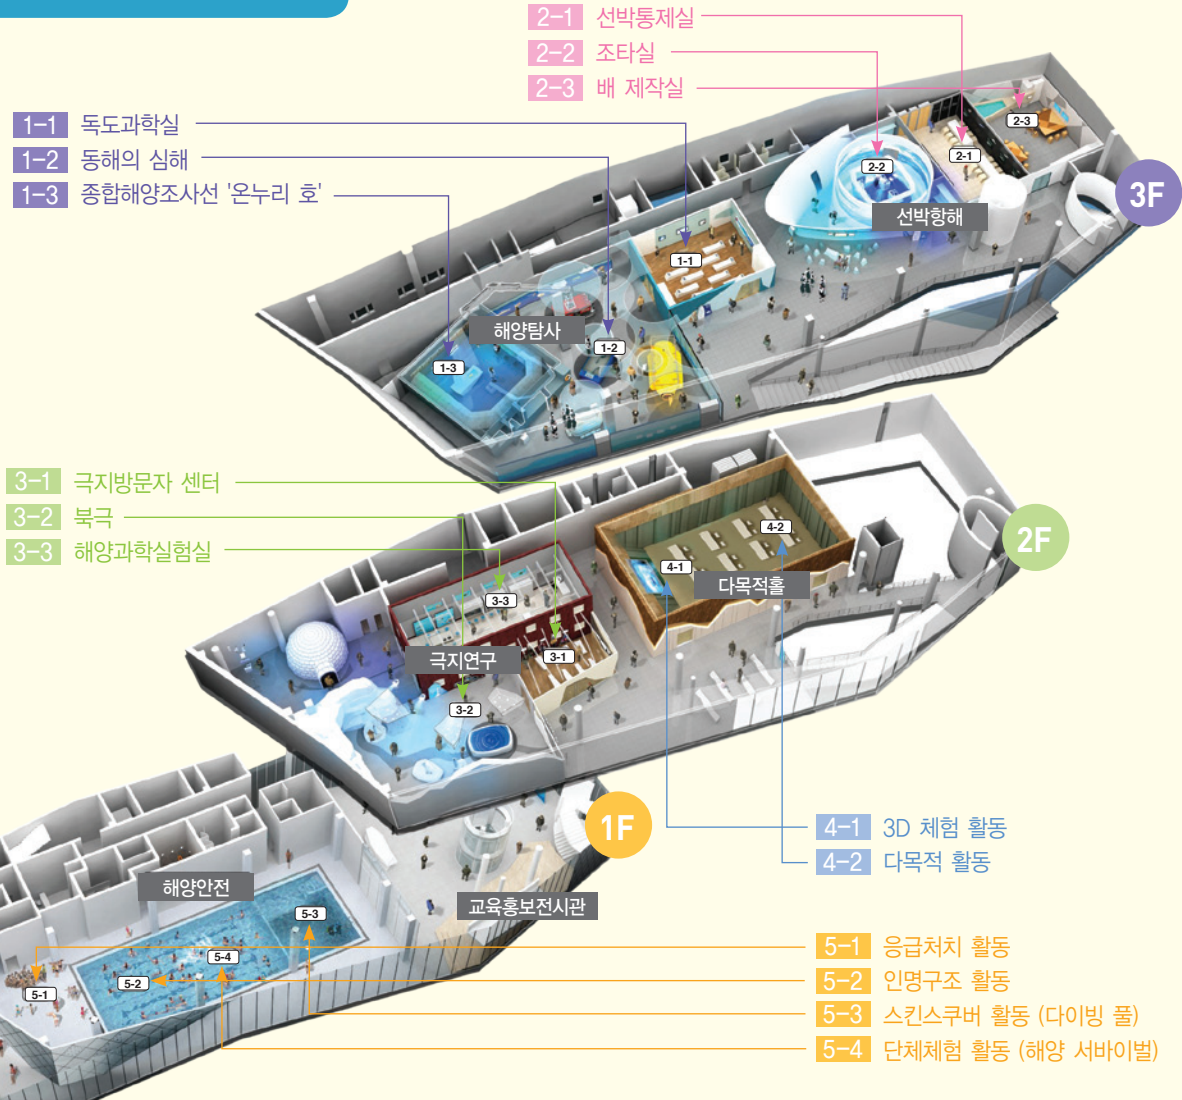 2-1 선박통제실
2-2 조타실
2-3 배 제작실
1-1 독도과학실
1-2 동해의 심해
1-3 종합해양조사선 '온누리 호'
2-3
2-1
2-2
3F
선박항해
1-1
해양탐사
1-2
1-3
3-1 극지방문자 센터
3-2 북극
3-3 해양과학실험실
4-2
2F
4-1
다목적홀
3-3
극지연구
3-1
3-2
1F
4-1 3D 체험 활동
4-2 다목적 활동
해양안전
교육홍보전시관
5-3
5-4
5-2
5-1
5-1 응급처치 활동
5-2 인명구조 활동
5-3 스킨스쿠버 활동 (다이빙 풀)
5-4 단체체험 활동 (해양 서바이벌)